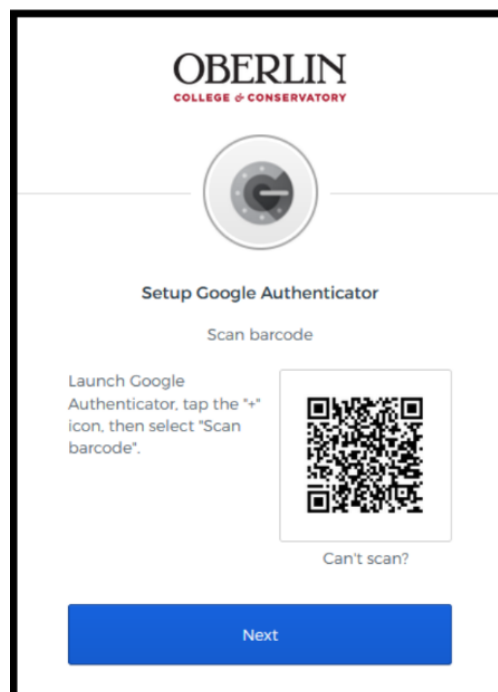 OBERLIN
COLLEGE & CONSERVATORY
Setup Google Authenticator
Scan barcode
Launch Google
Authenticator, tap the "+"
icon, then select "Scan
barcode".
Can't scan?
Next